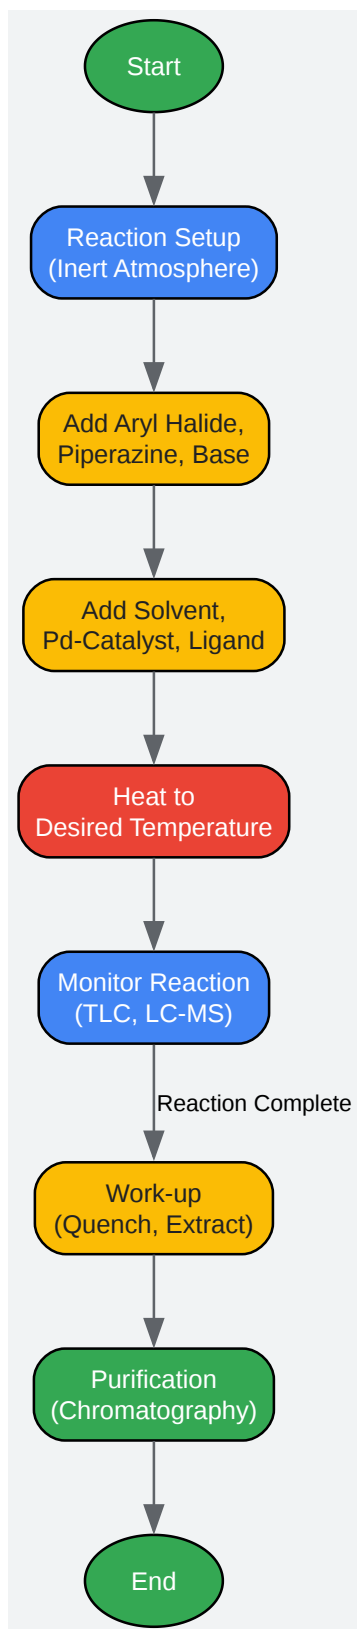 Start
Reaction Setup
(Inert Atmosphere)
Add Aryl Halide,
Piperazine, Base
Add Solvent,
Pd-Catalyst, Ligand
Heat to
Desired Temperature
Monitor Reaction
(TLC, LC-MS)
Reaction Complete
Work-up
(Quench, Extract)
Purification
(Chromatography)
End